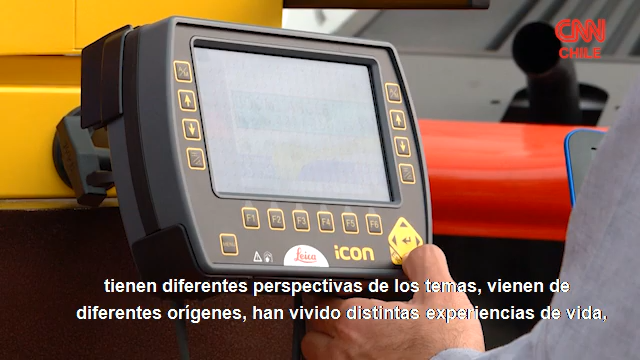 CNN
CHILE
F1 F2 F3 F4 F5 F6
MENU
Leica
iCON
tienen diferentes perspectivas de los temas, vienen de
diferentes orígenes, han vivido distintas experiencias de vida,